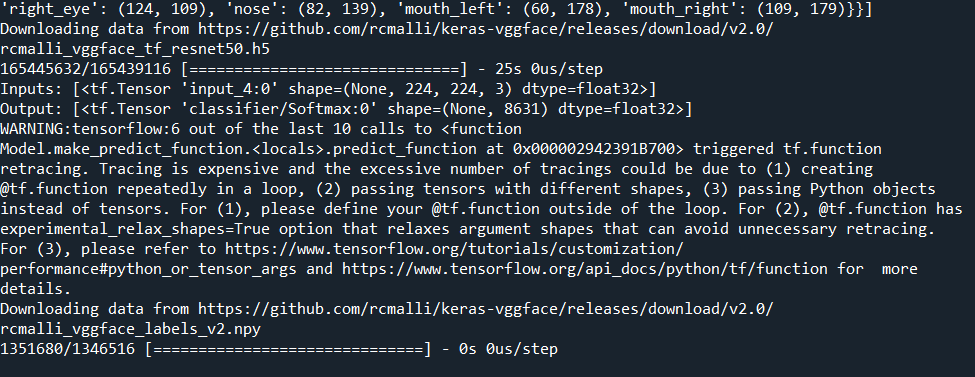 'right_eye': (124, 109), 'nose': (82, 139), 'mouth_left': (60, 178), 'mouth_right': (109, 179)}}]
Downloading data from https://github.com/rcmalli/keras-vggface/releases/download/v2.0/
rcmalli_vggface_tf_resnet50.h5
165445632/165439116 [==============================] - 25s 0us/step
Inputs: [<tf.Tensor 'input_4:0' shape=(None, 224, 224, 3) dtype=float32>]
Output: [<tf.Tensor 'classifier/Softmax:0' shape=(None, 8631) dtype=float32>]
WARNING:tensorflow:6 out of the last 10 calls to <function
Model.make_predict_function.<locals>.predict_function at 0x000002942391B700> triggered tf.function
retracing. Tracing is expensive and the excessive number of tracings could be due to (1) creating
@tf.function repeatedly in a loop, (2) passing tensors with different shapes, (3) passing Python objects
instead of tensors. For (1), please define your @tf.function outside of the loop. For (2), @tf.function has
experimental_relax_shapes=True option that relaxes argument shapes that can avoid unnecessary retracing.
For (3), please refer to https://www.tensorflow.org/tutorials/customization/
performance#python_or_tensor_args and https://www.tensorflow.org/api_docs/python/tf/function for  more
details.
Downloading data from https://github.com/rcmalli/keras-vggface/releases/download/v2.0/
rcmalli_vggface_labels_v2.npy
1351680/1346516 [==============================] - 0s 0us/step